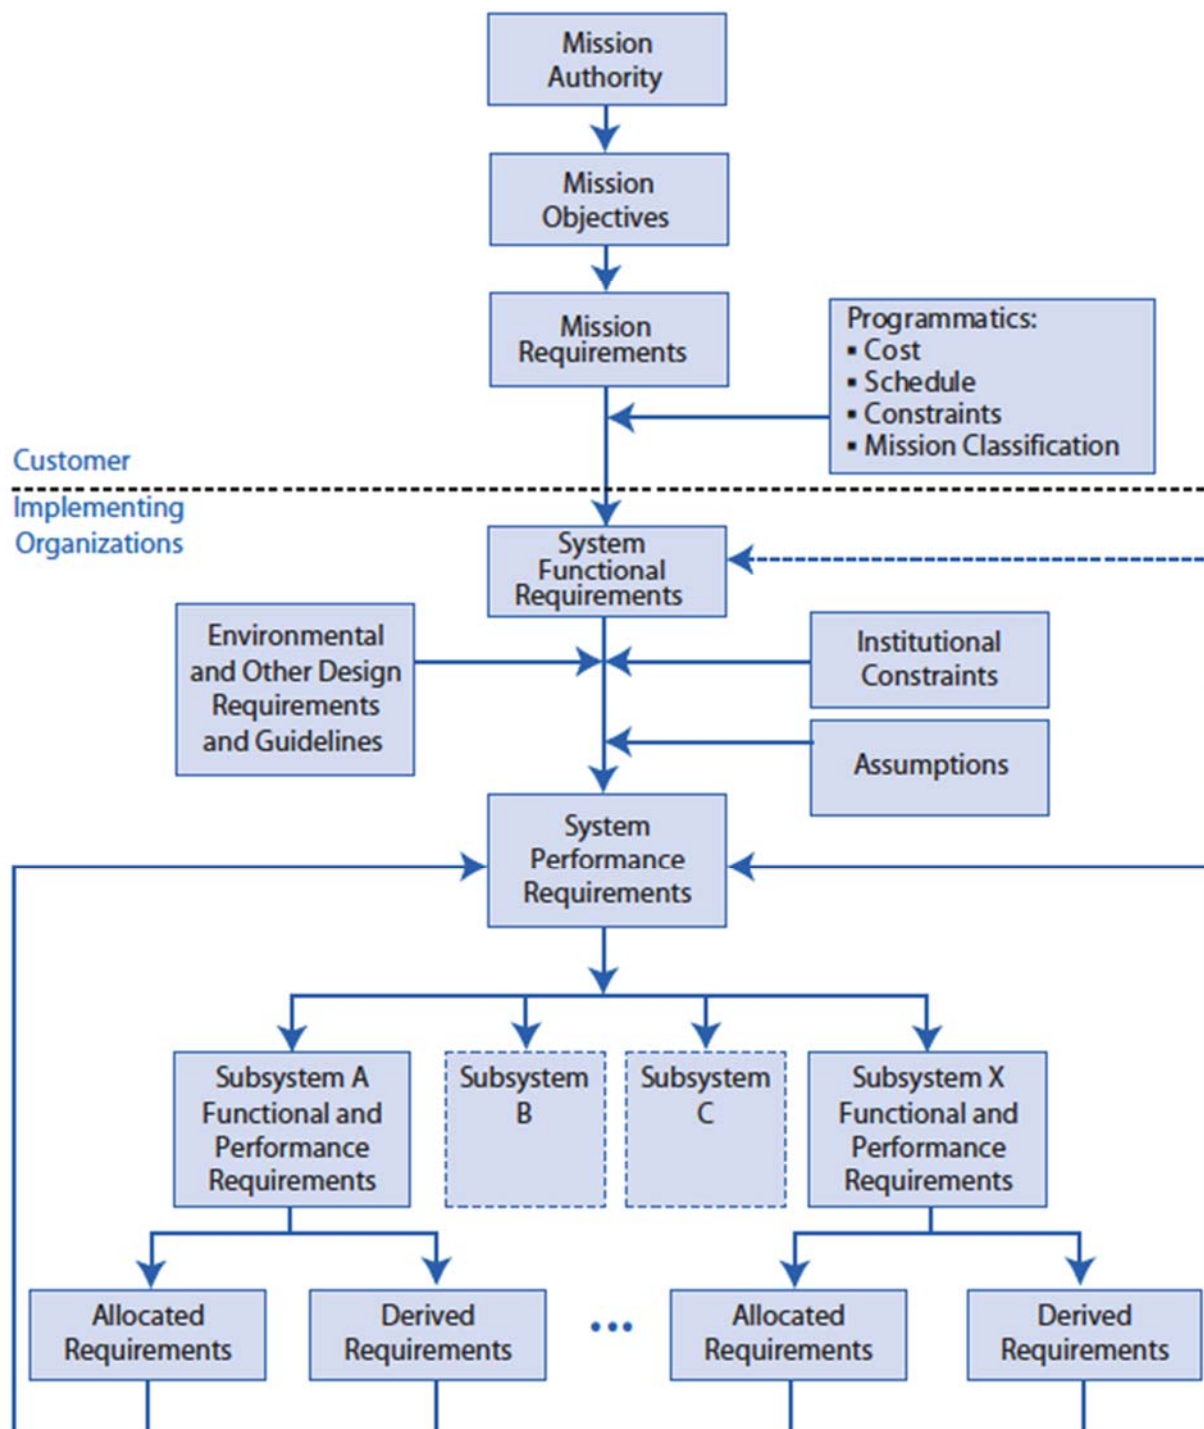 Mission
Authority
Mission
Objectives
Mission
Requirements
Programmatics:
▪ Cost
▪ Schedule
▪ Constraints
▪ Mission Classification
Customer
Implementing
Organizations
System
Functional
Requirements
Environmental
and Other Design
Requirements
and Guidelines
Institutional
Constraints
Assumptions
System
Performance
Requirements
Subsystem A
Functional and
Performance
Requirements
Subsystem
B
Subsystem
C
Subsystem X
Functional and
Performance
Requirements
Allocated
Requirements
Derived
Requirements
•••
Allocated
Requirements
Derived
Requirements